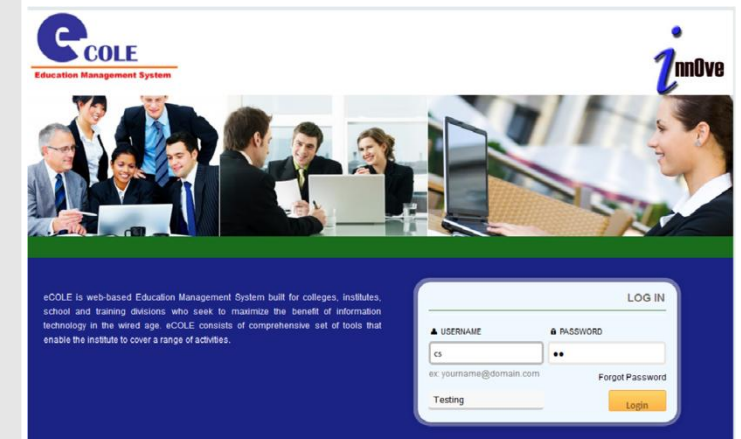 eCOLE
Education Management System
innOve
eCOLE is web-based Education Management System built for colleges, institutes,
school and training divisions who seek to maximize the benefit of information
technology in the wired age. eCOLE consists of comprehensive set of tools that
enable the institute to cover a range of activities.
LOG IN
USERNAME PASSWORD
cs ••
ex: yourname@domain.com Forgot Password
Testing Login